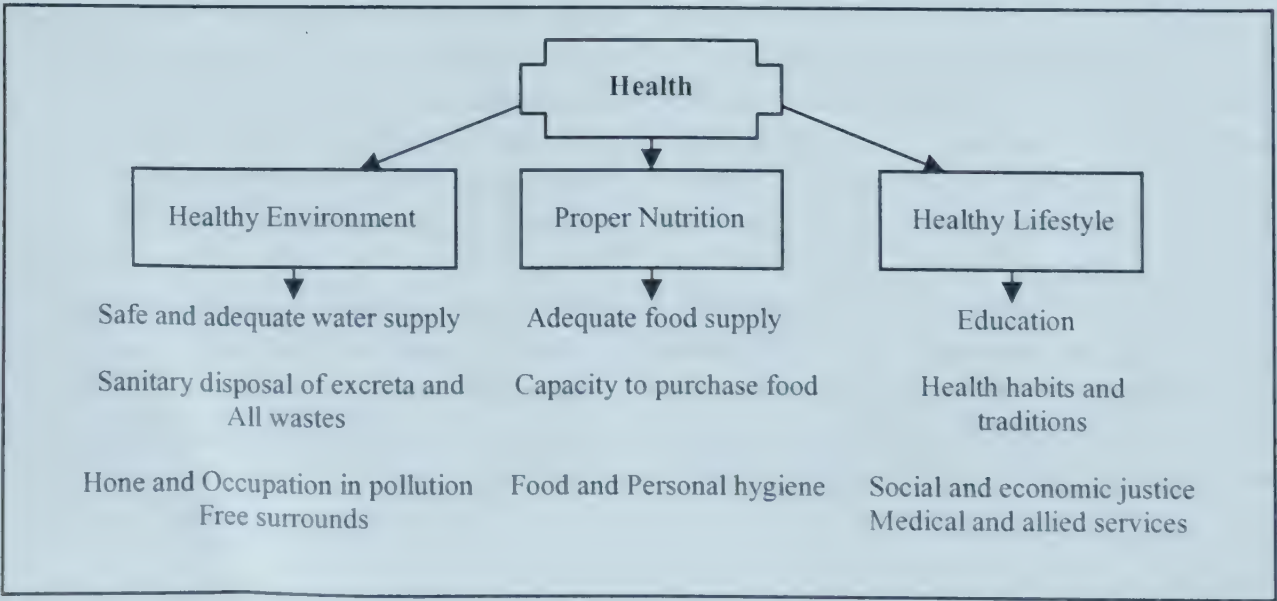 Health
Healthy Environment
Proper Nutrition
Healthy Lifestyle
Safe and adequate water supply
Sanitary disposal of excreta and
All wastes
Hone and Occupation in pollution
Free surrounds
Adequate food supply
Capacity to purchase food
Food and Personal hygiene
Education
Health habits and
traditions
Social and economic justice
Medical and allied services